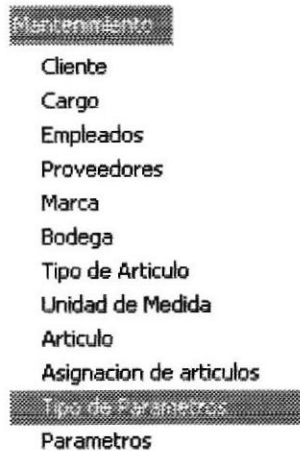 Mantenimiento
Cliente
Cargo
Empleados
Proveedores
Marca
Bodega
Tipo de Articulo
Unidad de Medida
Articulo
Asignacion de articulos
Tipo de Parametros
Parametros